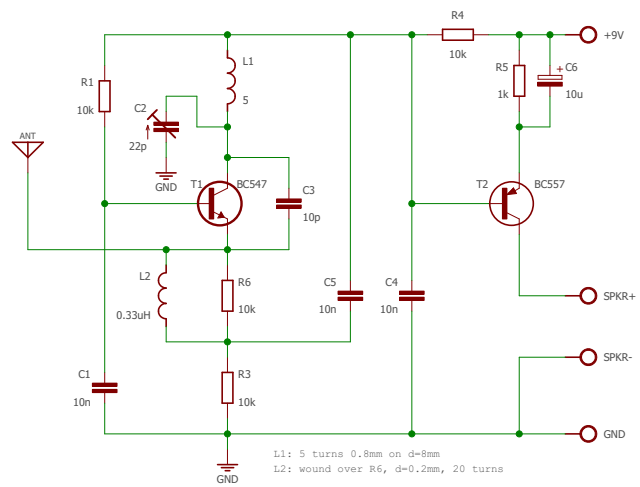 R4
10k
+9V
L1
5
R5
1k
C6
+
10u
R1
10k
C2
22p
ANT
GND
T1
BC547
C3
10p
T2
BC557
L2
0.33uH
R6
10k
C5
10n
C4
10n
SPKR+
SPKR-
C1
10n
R3
10k
GND
GND
L1: 5 turns 0.8mm on d=8mm
L2: wound over R6, d=0.2mm, 20 turns